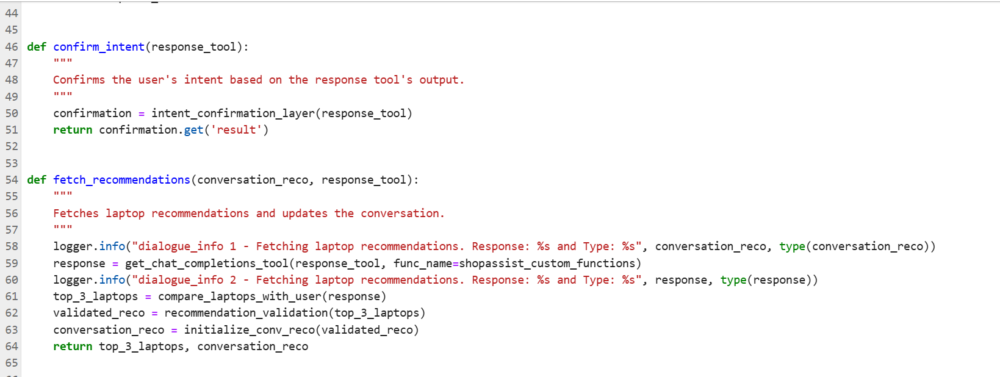 44
45
46 def confirm_intent(response_tool):
47     """
48     Confirms the user's intent based on the response tool's output.
49     """
50     confirmation = intent_confirmation_layer(response_tool)
51     return confirmation.get('result')
52
53
54 def fetch_recommendations(conversation_reco, response_tool):
55     """
56     Fetches laptop recommendations and updates the conversation.
57     """
58     logger.info("dialogue_info 1 - Fetching laptop recommendations. Response: %s and Type: %s", conversation_reco, type(conversation_reco))
59     response = get_chat_completions_tool(response_tool, func_name=shopassist_custom_functions)
60     logger.info("dialogue_info 2 - Fetching laptop recommendations. Response: %s and Type: %s", response, type(response))
61     top_3_laptops = compare_laptops_with_user(response)
62     validated_reco = recommendation_validation(top_3_laptops)
63     conversation_reco = initialize_conv_reco(validated_reco)
64     return top_3_laptops, conversation_reco
65